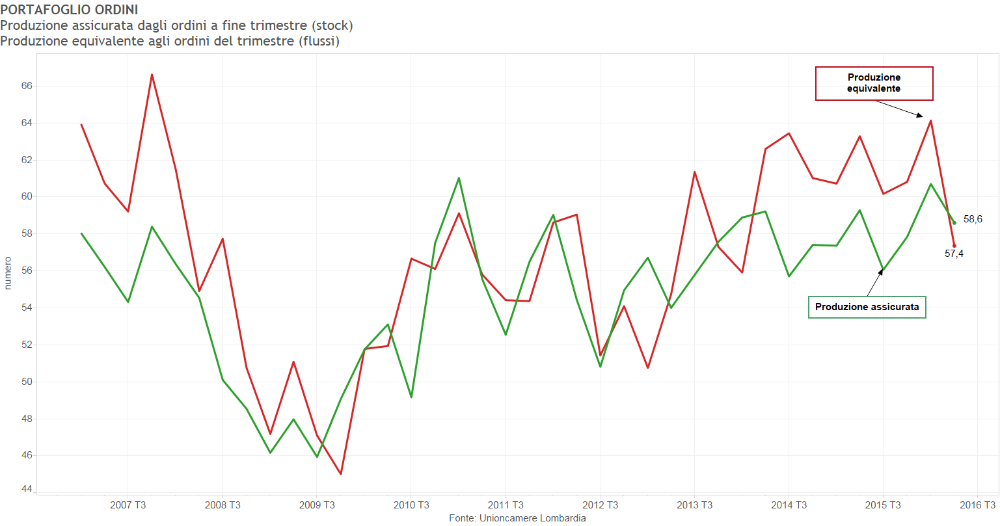 PORTAFOGLIO ORDINI
Produzione assicurata dagli ordini a fine trimestre (stock)
Produzione equivalente agli ordini del trimestre (flussi)
66
64
62
60
58
56
54
52
50
48
46
44
numero
Produzione
equivalente
58,6
57,4
Produzione assicurata
2007 T3
2008 T3
2009 T3
2010 T3
2011 T3
2012 T3
2013 T3
2014 T3
2015 T3
2016 T3
Fonte: Unioncamere Lombardia